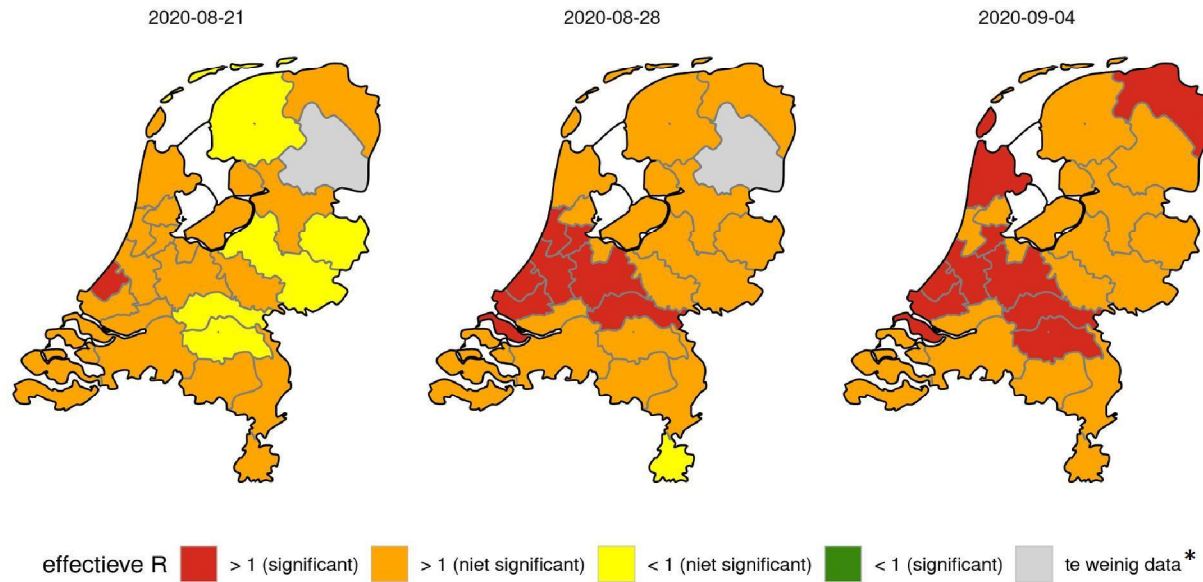 2020-08-21 2020-08-28 2020-09-04
effectieve R > 1 (significant) > 1 (niet significant) < 1 (niet significant) < 1 (significant) te weinig data *